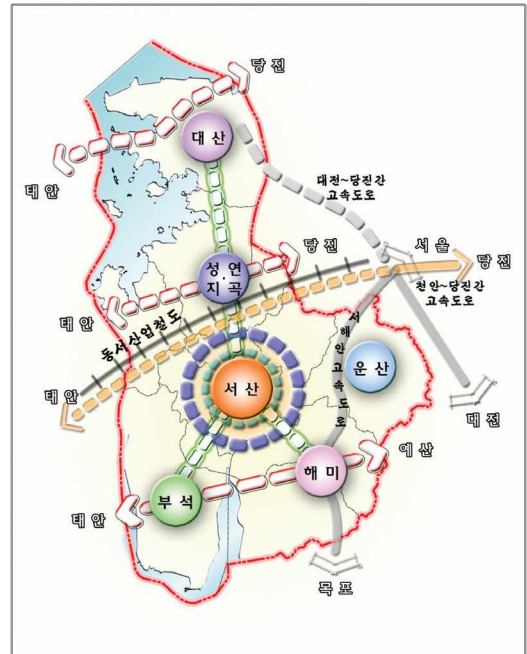 당진
대산
태안
대전~당진간
고속도로
서울
당진
당진
성연
지곡
천안~당진간
고속도로
태안
동서산업철도
서해안고속도로
운산
서산
태안
대전
예산
해미
부석
태안
목포